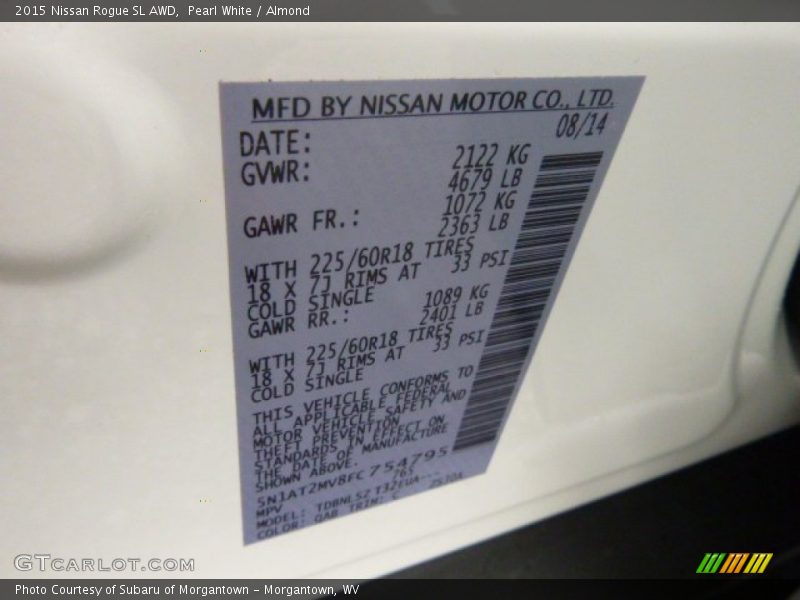 2015 Nissan Rogue SL AWD,  Pearl White / Almond
MFD BY NISSAN MOTOR CO., LTD.
DATE: 08/14
GVWR: 2122 KG
4679 LB
GAWR FR.: 1072 KG
2363 LB
WITH 225/60R18 TIRES
18 X 7J RIMS AT 33 PSI
COLD SINGLE
GAWR RR.: 1089 KG
2401 LB
WITH 225/60R18 TIRES
18 X 7J RIMS AT 33 PSI
COLD SINGLE
THIS VEHICLE CONFORMS TO
ALL APPLICABLE FEDERAL
MOTOR VEHICLE SAFETY AND
THEFT PREVENTION
STANDARDS IN EFFECT ON
THE DATE OF MANUFACTURE
SHOWN ABOVE.
5N1AT2MV8FC754795
MPV
MODEL:
COLOR: QAB TRIM: C
GTCARLOT.COM
Photo Courtesy of Subaru of Morgantown - Morgantown, WV